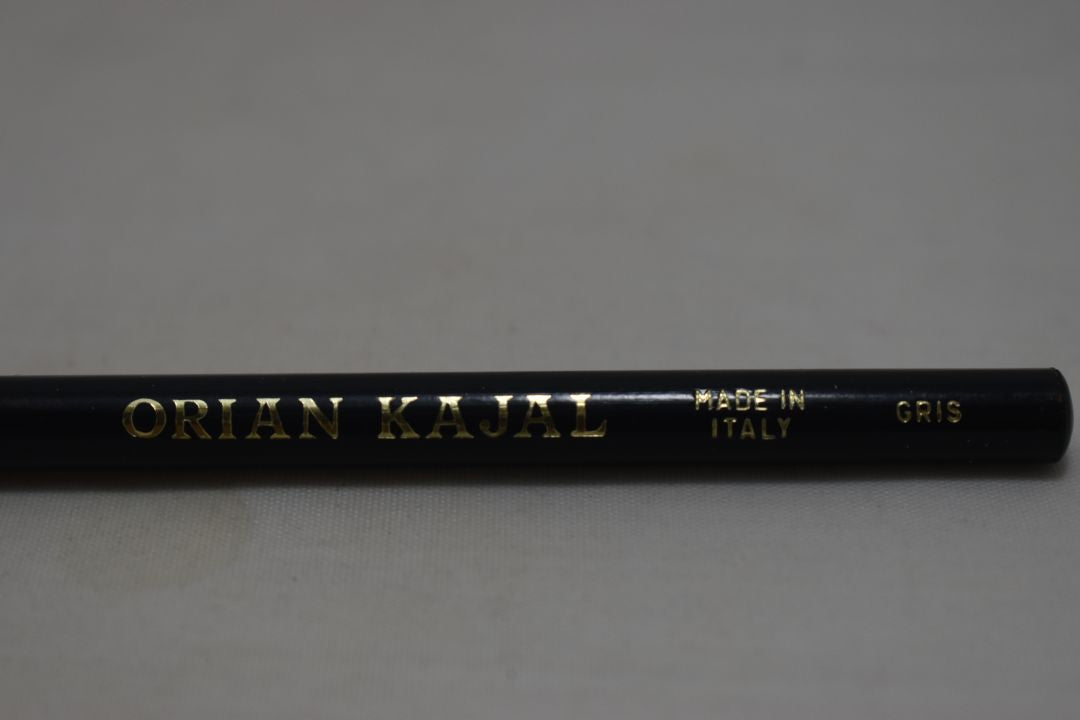 ORIAN KAJAL
MADE IN
ITALY
GRIS